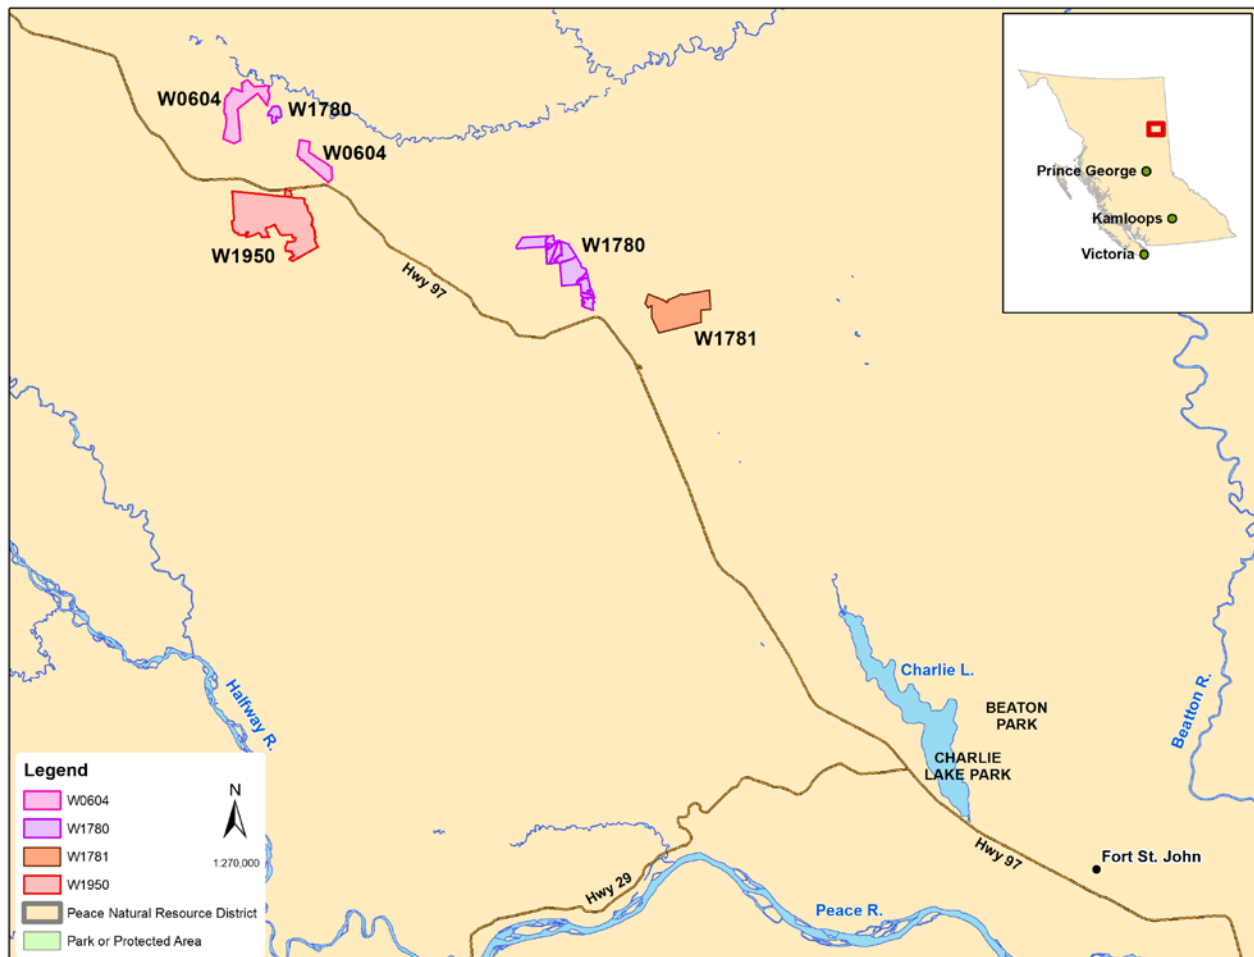 W0604
W1780
W0604
W1950
Hwy 97
W1780
W1781
Prince George
Kamloops
Victoria
Charlie L.
BEATON
PARK
CHARLIE
LAKE PARK
Beatton R.
Halfway R.
Hwy 97
Fort St. John
Hwy 29
Peace R.
Legend
W0604
W1780
W1781
W1950
Peace Natural Resource District
Park or Protected Area
N
1:270,000